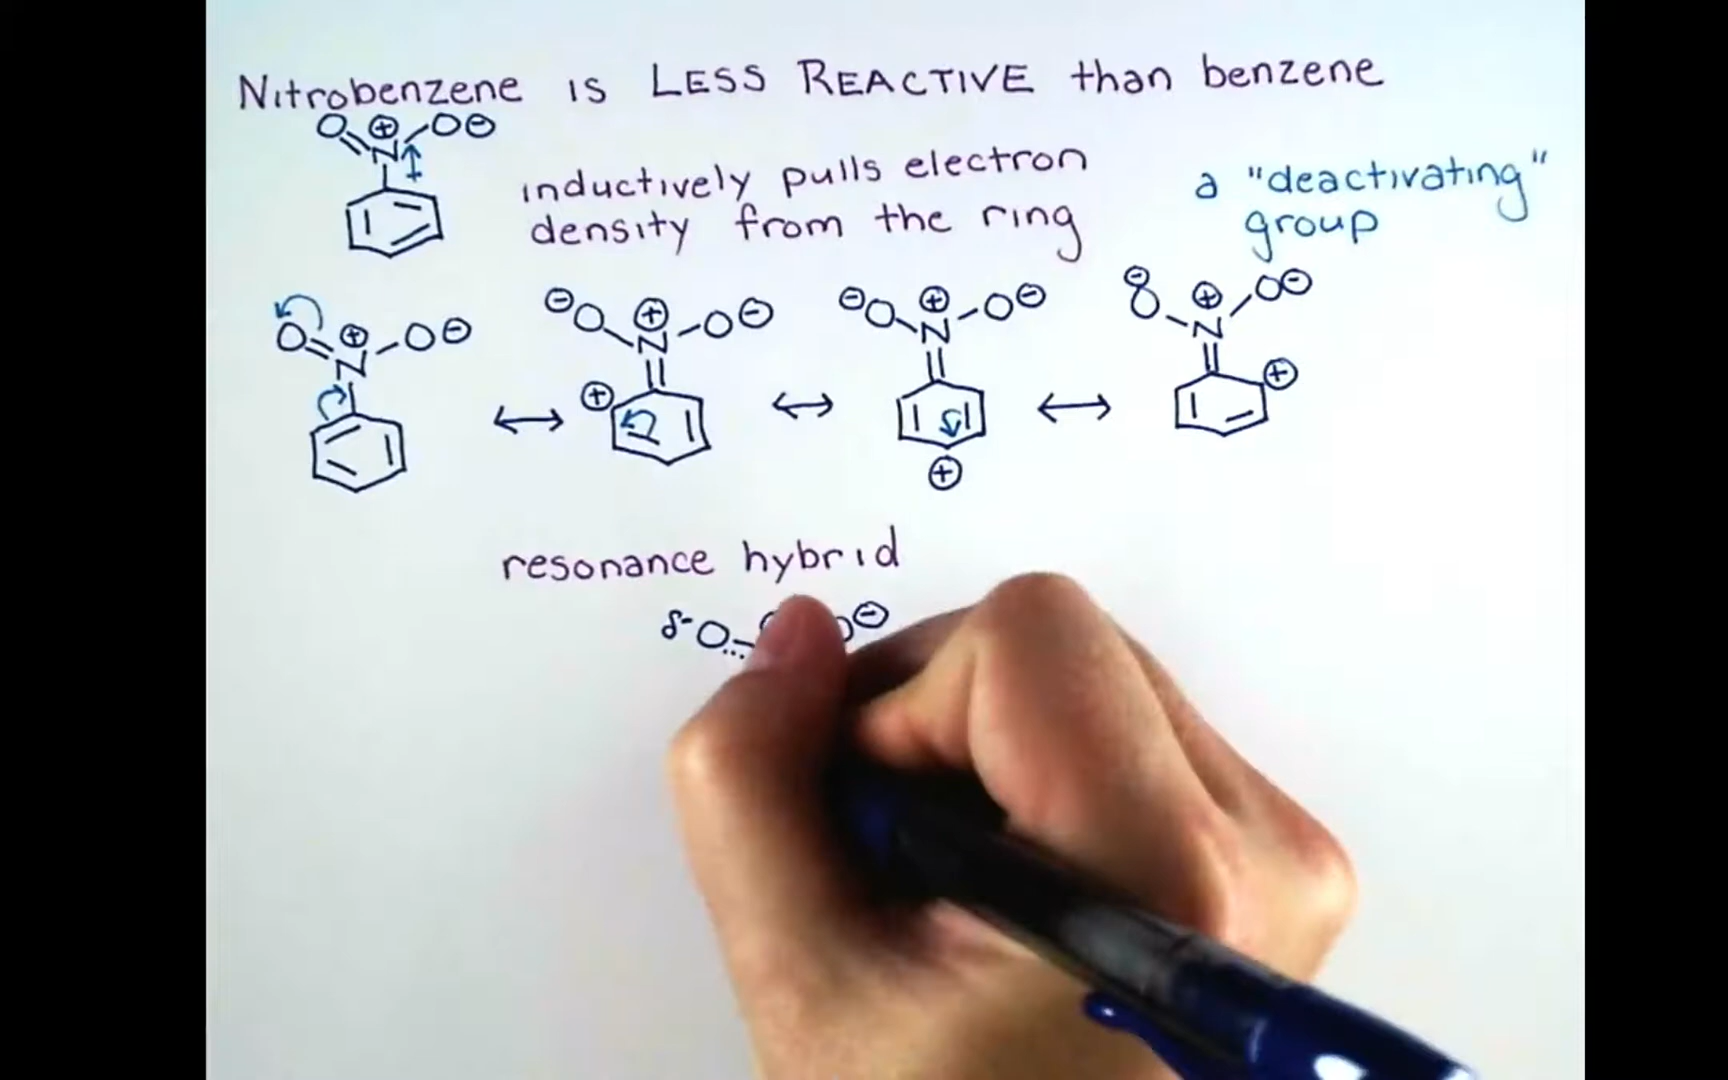 Nitrobenzene is LESS REACTIVE than benzene
O ⊕ O⊖
N
inductively pulls electron
density from the ring
a "deactivating"
group
O ⊕ N O⊖
⊖O ⊕ N O⊖
⊕
⊖O ⊕ N O⊖
⊕
⊖O ⊕ N O⊖
⊕
resonance hybrid
δ-O ⊖